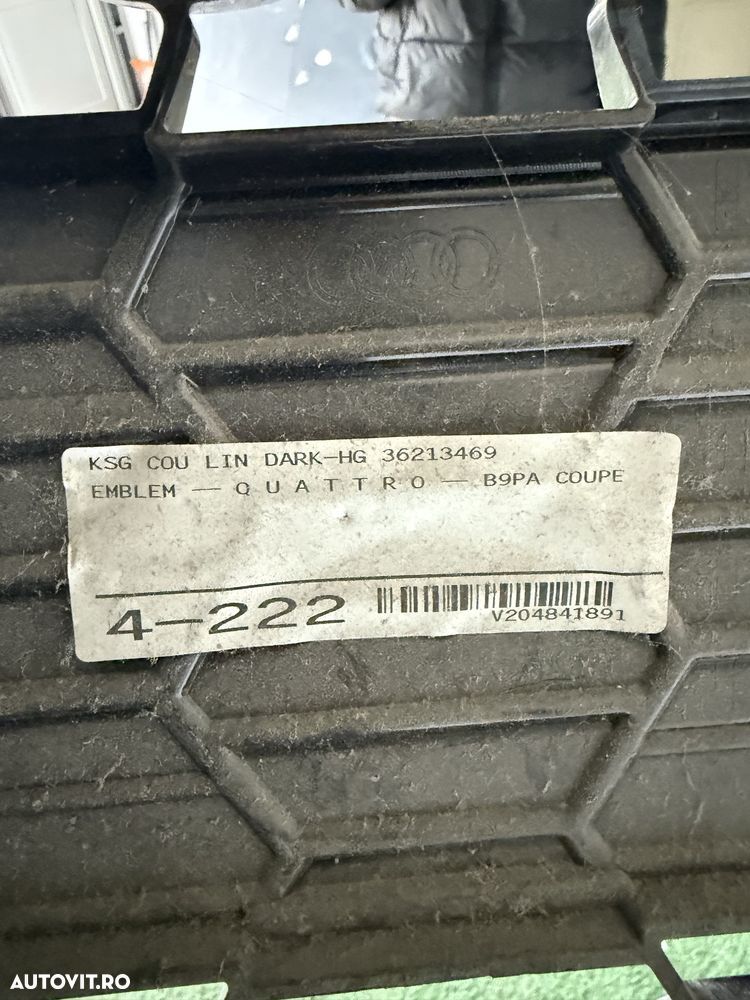 KSG COU LIN DARK-HG 36213469
EMBLEM — Q U A T T R O — B9PA COUPE
4-222
V204841891
AUTOVIT.RO